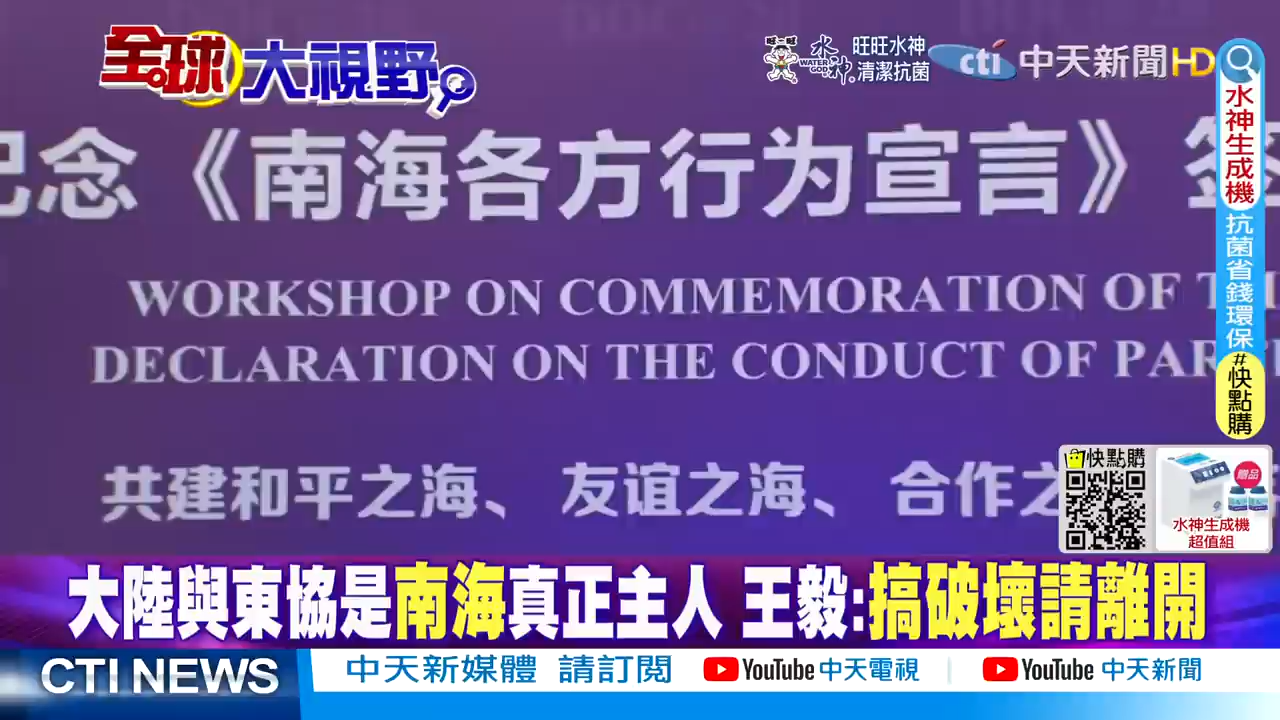 全球大視野
旺旺水神
清潔抗菌
WATER GOD
水神
cti 中天新聞HD
水神生成機
抗菌省錢環保
#快點購
紀念《南海各方行为宣言》签
WORKSHOP ON COMMEMORATION OF
DECLARATION ON THE CONDUCT OF
共建和平之海、友谊之海、合作之
快點購
贈品
水神生成機
超值組
大陸與東協是南海真正主人 王毅:搞破壞請離開
CTI NEWS
中天新媒體 請訂閱
YouTube 中天電視
YouTube 中天新聞